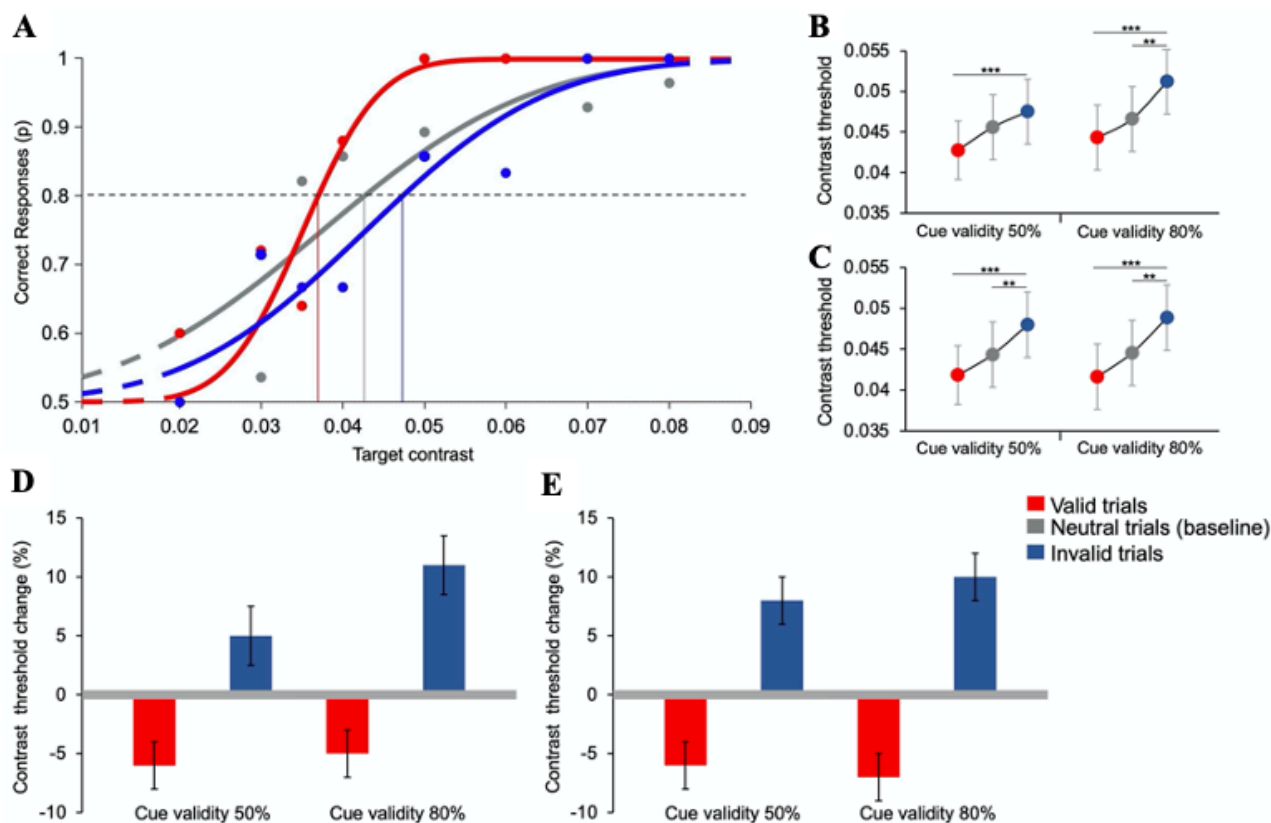 A
Correct Responses (p)
1
0.9
0.8
0.7
0.6
0.5
0.01
0.02
0.03
0.04
0.05
0.06
0.07
0.08
0.09
Target contrast
B
Contrast threshold
0.055
0.05
0.045
0.04
0.035
***
***
**
Cue validity 50%
Cue validity 80%
C
Contrast threshold
0.055
0.05
0.045
0.04
0.035
***
**
***
**
Cue validity 50%
Cue validity 80%
D
Contrast threshold change (%)
15
10
5
0
-5
-10
Cue validity 50%
Cue validity 80%
E
Contrast threshold change (%)
15
10
5
0
-5
-10
Cue validity 50%
Cue validity 80%
Valid trials
Neutral trials (baseline)
Invalid trials